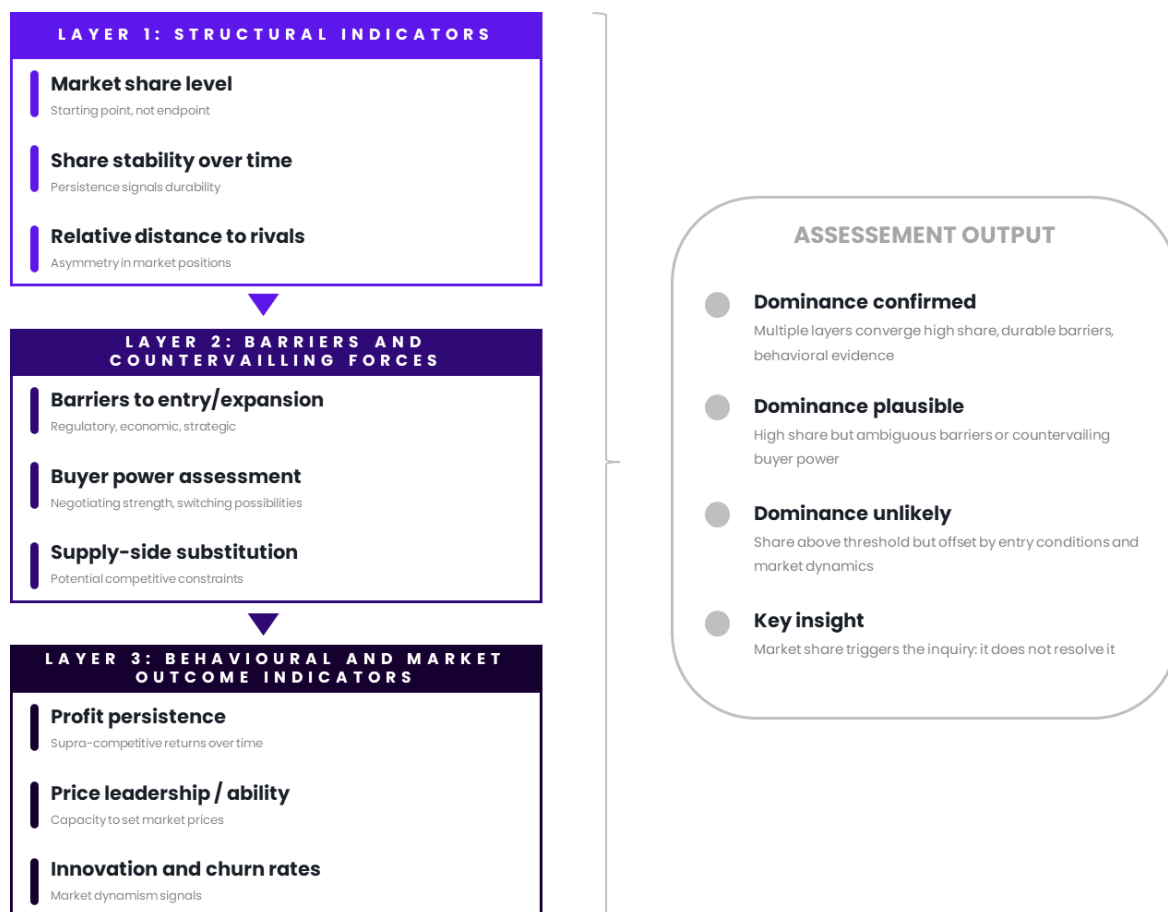 LAYER 1: STRUCTURAL INDICATORS
Market share level
Starting point, not endpoint
Share stability over time
Persistence signals durability
Relative distance to rivals
Asymmetry in market positions
LAYER 2: BARRIERS AND
COUNTERVAILLING FORCES
Barriers to entry/expansion
Regulatory, economic, strategic
Buyer power assessment
Negotiating strength, switching possibilities
Supply-side substitution
Potential competitive constraints
LAYER 3: BEHAVIOURAL AND MARKET
OUTCOME INDICATORS
Profit persistence
Supra-competitive returns over time
Price leadership / ability
Capacity to set market prices
Innovation and churn rates
Market dynamism signals
ASSESSEMENT OUTPUT
Dominance confirmed
Multiple layers converge high share, durable barriers,
behavioral evidence
Dominance plausible
High share but ambiguous barriers or countervailing
buyer power
Dominance unlikely
Share above threshold but offset by entry conditions and
market dynamics
Key insight
Market share triggers the inquiry: it does not resolve it